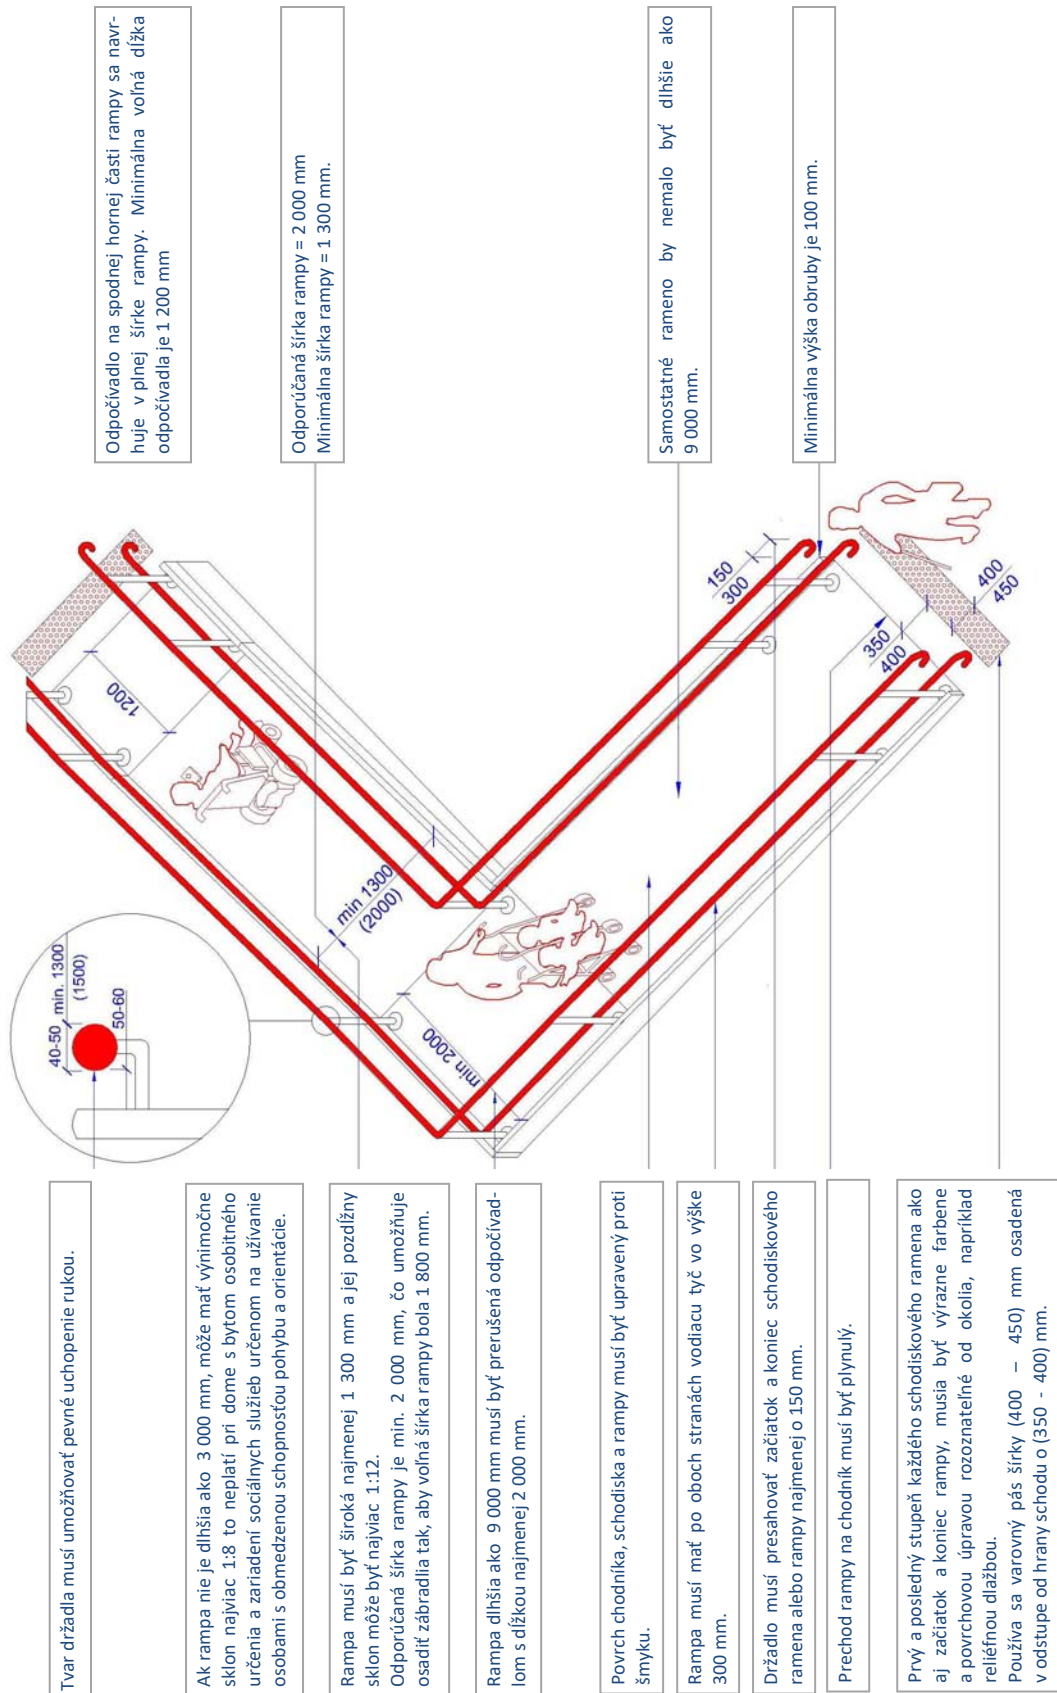 Tvar držadla musí umožňovať pevné uchopenie rukou.
Ak rampa nie je dlhšia ako 3 000 mm, môže mať výnimočne
sklon najviac 1:8 to neplatí pri dome s bytom osobitného
určenia a zariadení sociálnych služieb určenom na užívanie
osobami s obmedzenou schopnosťou pohybu a orientácie.
Rampa musí byť široká najmenej 1 300 mm a jej pozdĺžny
sklon môže byť najviac 1:12.
Odporúčaná šírka rampy je min. 2 000 mm, čo umožňuje
osadiť zábradlia tak, aby voľná šírka rampy bola 1 800 mm.
Rampa dlhšia ako 9 000 mm musí byť prerušená odpočívad-
lom s dĺžkou najmenej 2 000 mm.
Povrch chodníka, schodiska a rampy musí byť upravený proti
šmyku.
Rampa musí mať po oboch stranách vodiacu tyč vo výške
300 mm.
Držadlo musí presahovať začiatok a koniec schodiskového
ramena alebo rampy najmenej o 150 mm.
Prechod rampy na chodník musí byť plynulý.
Prvý a posledný stupeň každého schodiskového ramena ako
aj začiatok a koniec rampy, musia byť výrazne farbene
a povrchovou úpravou rozoznateľné od okolia, napríklad
reliéfnou dlažbou.
Používa sa varovný pás šírky (400 – 450) mm osadená
v odstupe od hrany schodu o (350 - 400) mm.
40-50
min. 1300
(1500)
50-60
1200
min 1300
(2000)
min 2000
150
300
350
400
400
450
Odpočívadlo na spodnej hornej časti rampy sa navr-
huje v plnej šírke rampy. Minimálna voľná dĺžka
odpočívadla je 1 200 mm
Odporúčaná šírka rampy = 2 000 mm
Minimálna šírka rampy = 1 300 mm.
Samostatné rameno by nemalo byť dlhšie ako
9 000 mm.
Minimálna výška obruby je 100 mm.